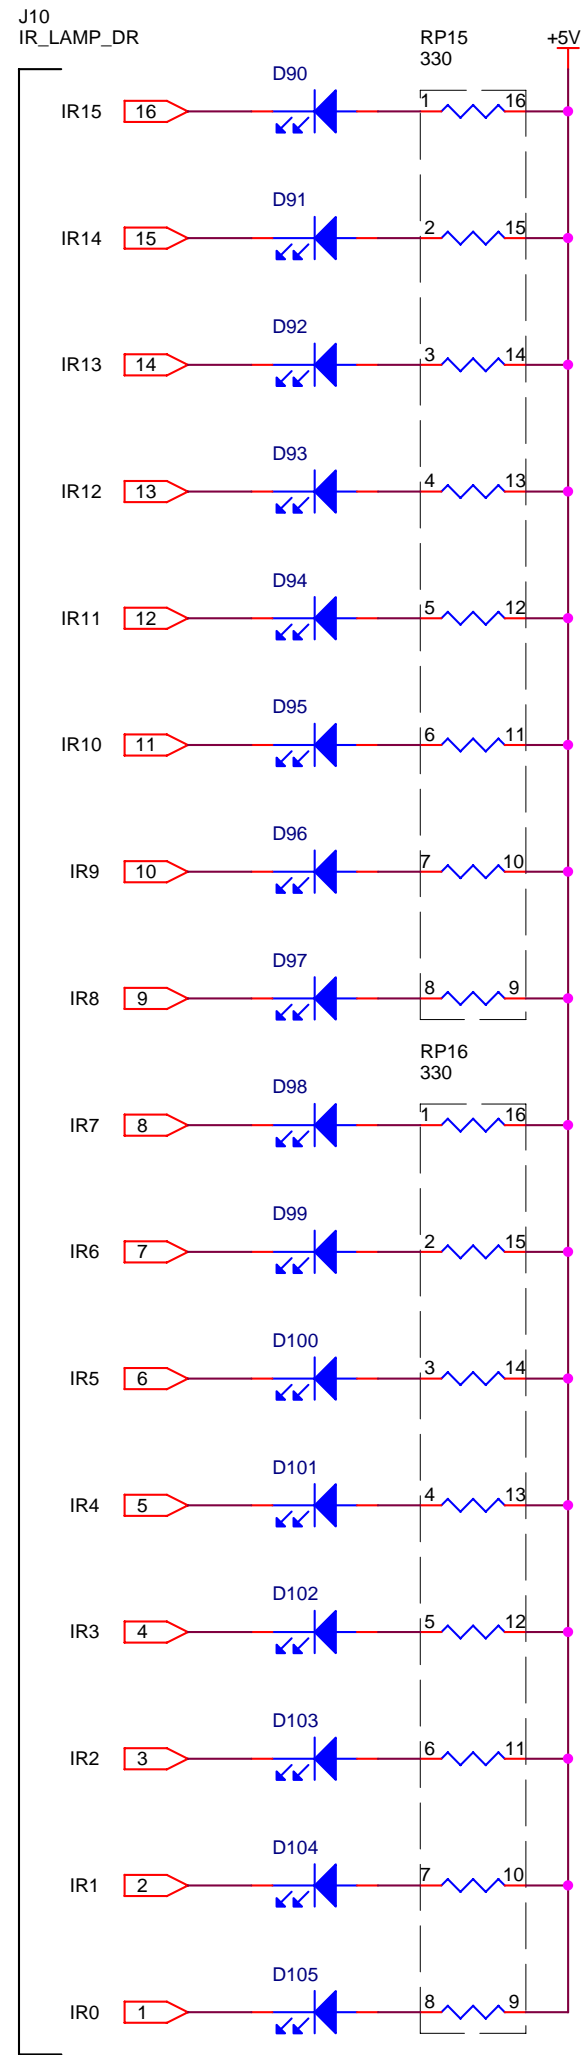 J10
IR_LAMP_DR
RP15
330
+5V
D90
IR15 16 1 16
D91
IR14 15 2 15
D92
IR13 14 3 14
D93
IR12 13 4 13
D94
IR11 12 5 12
D95
IR10 11 6 11
D96
IR9 10 7 10
D97
IR8 9 8 9
RP16
330
D98
IR7 8 1 16
D99
IR6 7 2 15
D100
IR5 6 3 14
D101
IR4 5 4 13
D102
IR3 4 5 12
D103
IR2 3 6 11
D104
IR1 2 7 10
D105
IR0 1 8 9